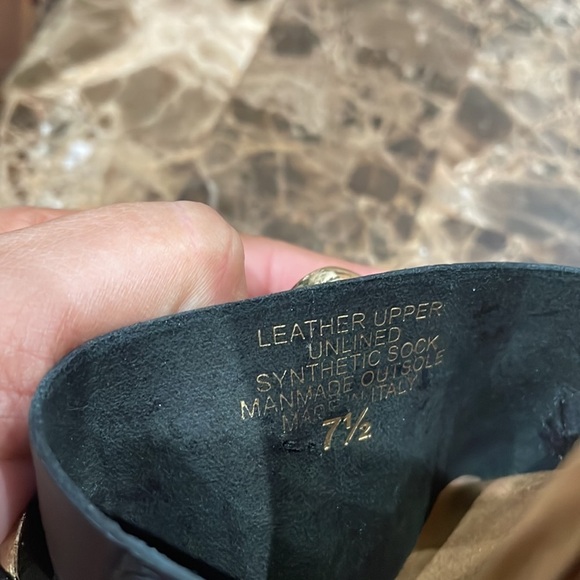 LEATHER UPPER
UNLINED
SYNTHETIC SOCK
MANMADE OUTSOLE
MADE IN ITALY
7½